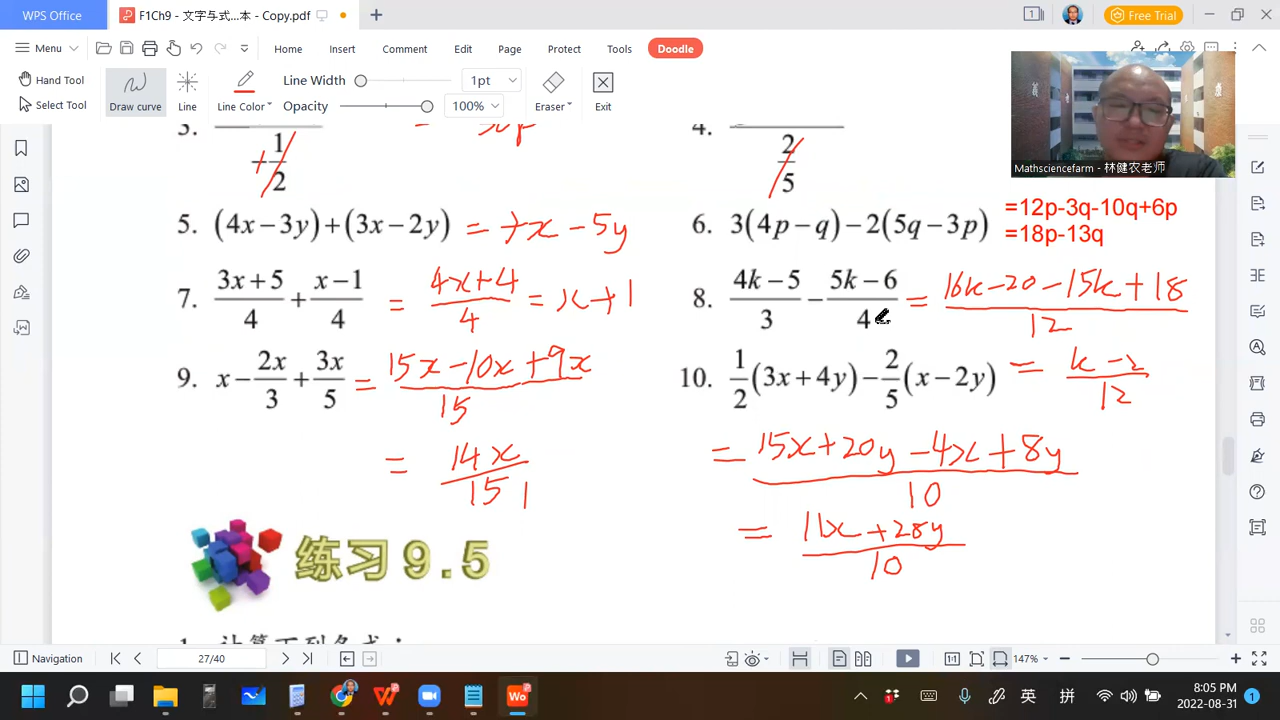 WPS Office
F1Ch9 - 文字与式...本 - Copy.pdf
Free Trial
Menu
Home Insert Comment Edit Page Protect Tools Doodle
Hand Tool
Select Tool
Draw curve
Line
Line Color
Line Width
1pt
Opacity
100%
Eraser
Exit
Mathsciencefarm - 林健农老师
3. 1/2
4. 2/5
5. (4x-3y)+(3x-2y) = 7x-5y
6. 3(4p-q)-2(5q-3p) =12p-3q-10q+6p
=18p-13q
7. (3x+5)/4 + (x-1)/4 = (4x+4)/4 = x+1
8. (4k-5)/3 - (5k-6)/4 = (16k-20-15k+18)/12
= (k-2)/12
9. x - 2x/3 + 3x/5 = (15x-10x+9x)/15
= 14x/15
10. 1/2(3x+4y) - 2/5(x-2y)
= (15x+20y-4x+8y)/10
= (11x+28y)/10
练习9.5
Navigation
27/40
147%
英
拼
8:05 PM
2022-08-31